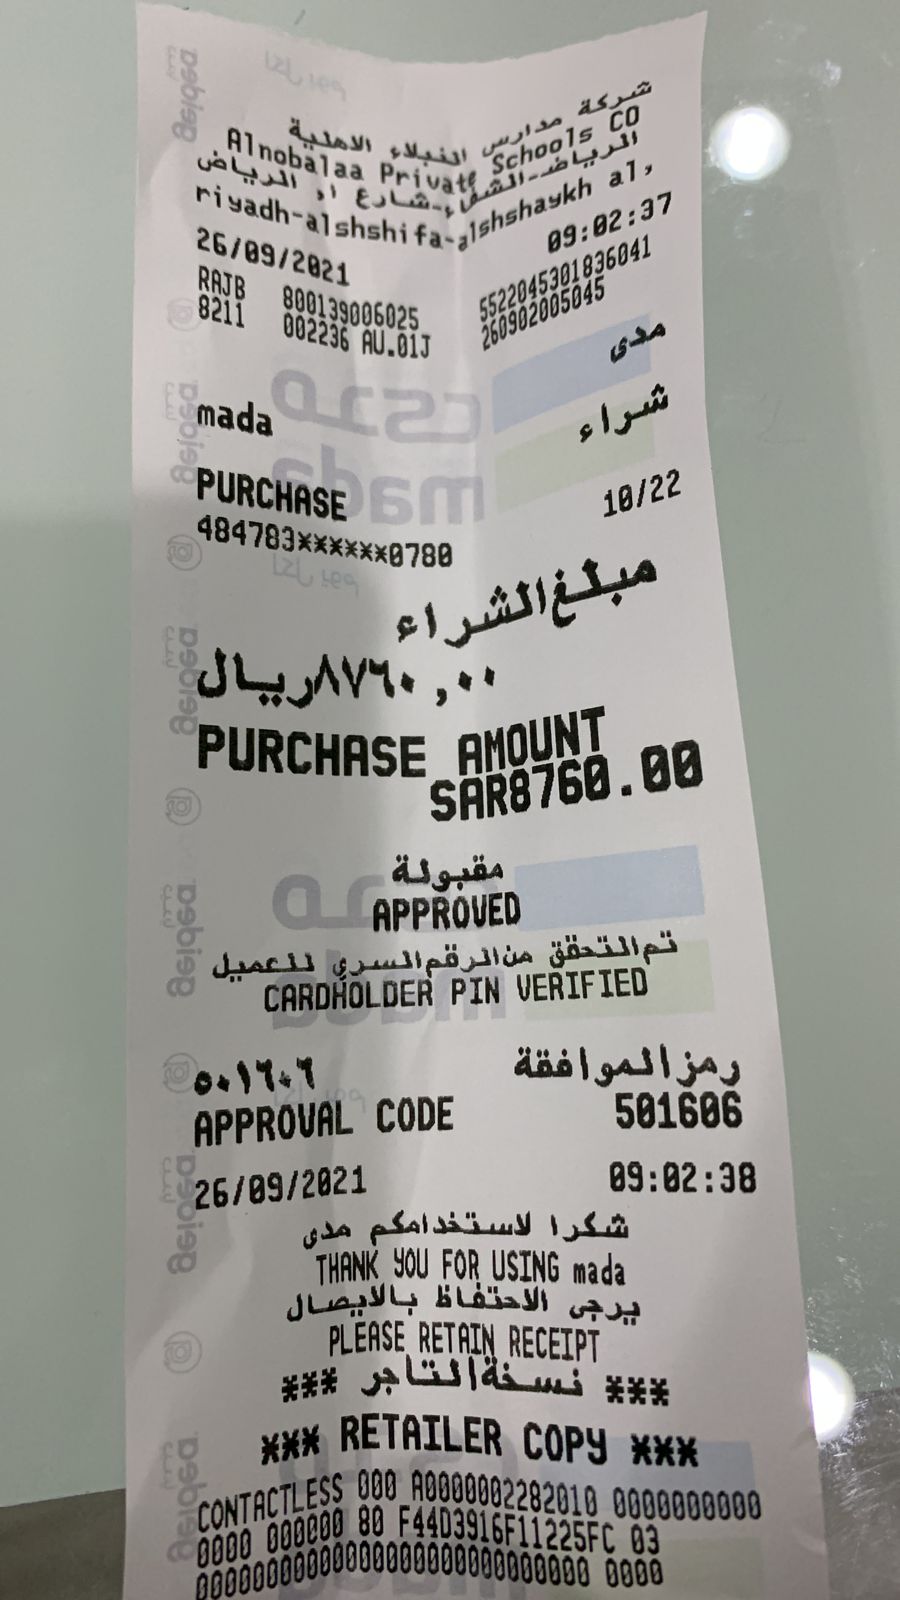 شركة مدارس النبلاء الاهلية
Alnobalaa Private Schools CO
الرياض-الشفاء-شارع ا، الرياض
riyadh-alshshifa-alshshaykh al,
26/09/2021 09:02:37
RAJB 800139006025 5522045301836041
8211 002236 AU.01J 260902005045
مدى
mada
شراء
PURCHASE
484783******0780 10/22
مبلغ الشراء
٨٧٦٠,٠٠ ريال
PURCHASE AMOUNT
SAR8760.00
مقبولة
APPROVED
تم التحقق من الرقم السري للعميل
CARDHOLDER PIN VERIFIED
رمز الموافقة ٥٠١٦٠٦
APPROVAL CODE 501606
26/09/2021 09:02:38
شكرا لاستخدامكم مدى
THANK YOU FOR USING mada
يرجى الاحتفاظ بالايصال
PLEASE RETAIN RECEIPT
*** نسخة التاجر ***
*** RETAILER COPY ***
CONTACTLESS 000 A0000002282010 0000000000
0000 000000 80 F44D3916F11225FC 03
0000